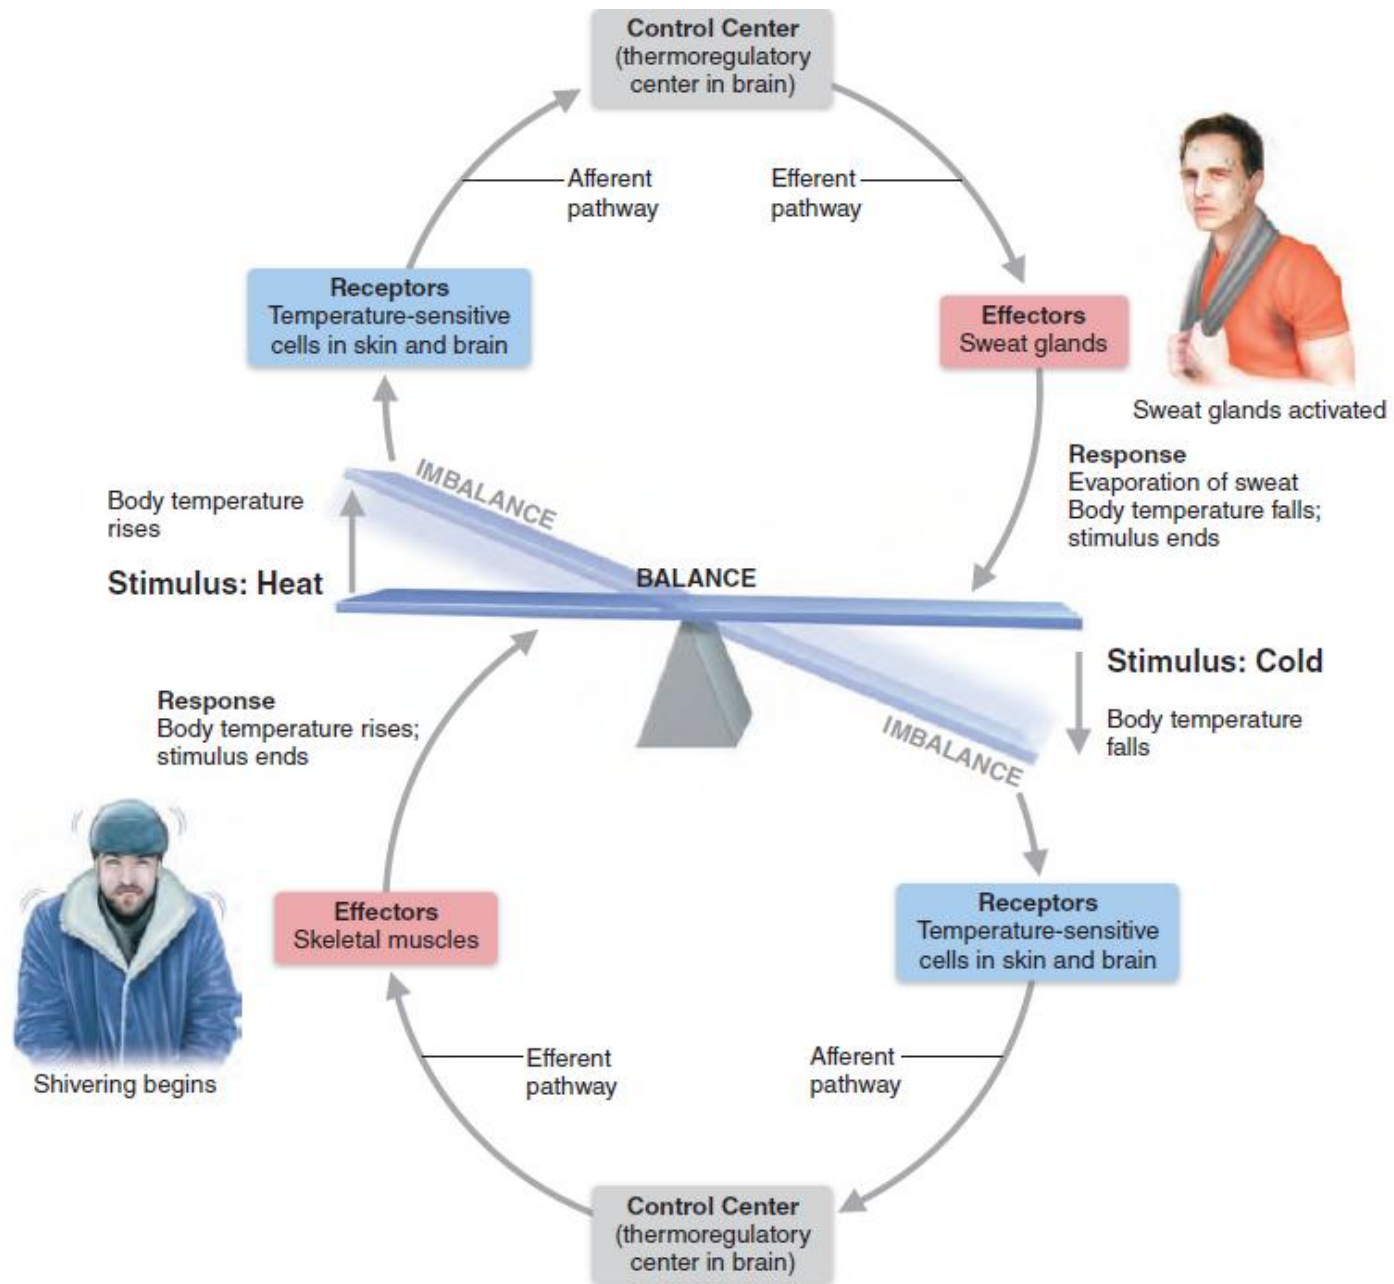 Control Center
(thermoregulatory
center in brain)
Afferent
pathway
Efferent
pathway
Receptors
Temperature-sensitive
cells in skin and brain
Effectors
Sweat glands
Sweat glands activated
Response
Evaporation of sweat
Body temperature falls;
stimulus ends
IMBALANCE
Body temperature
rises
Stimulus: Heat
BALANCE
Stimulus: Cold
Body temperature
falls
IMBALANCE
Response
Body temperature rises;
stimulus ends
Shivering begins
Effectors
Skeletal muscles
Receptors
Temperature-sensitive
cells in skin and brain
Efferent
pathway
Afferent
pathway
Control Center
(thermoregulatory
center in brain)